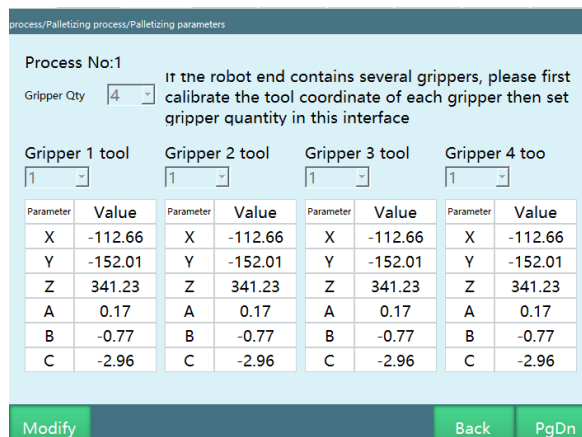 process/Palletizing process/Palletizing parameters
Process No:1
If the robot end contains several grippers, please first
Gripper Qty 4 calibrate the tool coordinate of each gripper then set
gripper quantity in this interface
Gripper 1 tool Gripper 2 tool Gripper 3 tool Gripper 4 too
1 1 1 1
Parameter Value Parameter Value Parameter Value Parameter Value
X -112.66 X -112.66 X -112.66 X -112.66
Y -152.01 Y -152.01 Y -152.01 Y -152.01
Z 341.23 Z 341.23 Z 341.23 Z 341.23
A 0.17 A 0.17 A 0.17 A 0.17
B -0.77 B -0.77 B -0.77 B -0.77
C -2.96 C -2.96 C -2.96 C -2.96
Modify Back PgDn